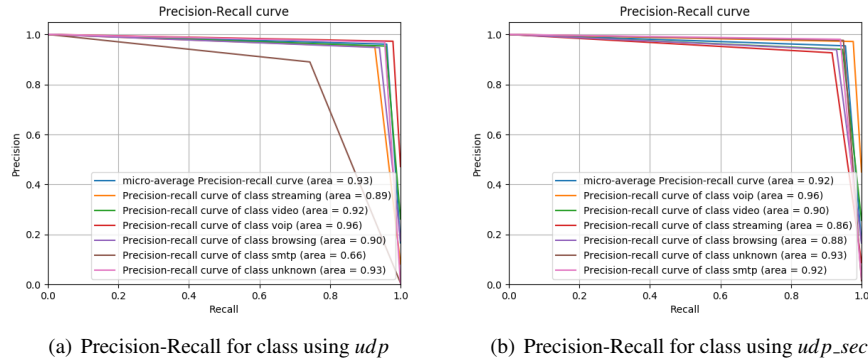 Precision-Recall curve
1.0
0.8
0.6
0.4
0.2
0.0
Precision
micro-average Precision-recall curve (area = 0.93)
Precision-recall curve of class streaming (area = 0.89)
Precision-recall curve of class video (area = 0.92)
Precision-recall curve of class voip (area = 0.96)
Precision-recall curve of class browsing (area = 0.90)
Precision-recall curve of class smtp (area = 0.66)
Precision-recall curve of class unknown (area = 0.93)
0.0 0.2 0.4 0.6 0.8 1.0
Recall
(a) Precision-Recall for class using udp
Precision-Recall curve
1.0
0.8
0.6
0.4
0.2
0.0
Precision
micro-average Precision-recall curve (area = 0.92)
Precision-recall curve of class voip (area = 0.96)
Precision-recall curve of class video (area = 0.90)
Precision-recall curve of class streaming (area = 0.86)
Precision-recall curve of class browsing (area = 0.88)
Precision-recall curve of class unknown (area = 0.93)
Precision-recall curve of class smtp (area = 0.92)
0.0 0.2 0.4 0.6 0.8 1.0
Recall
(b) Precision-Recall for class using udp_sec